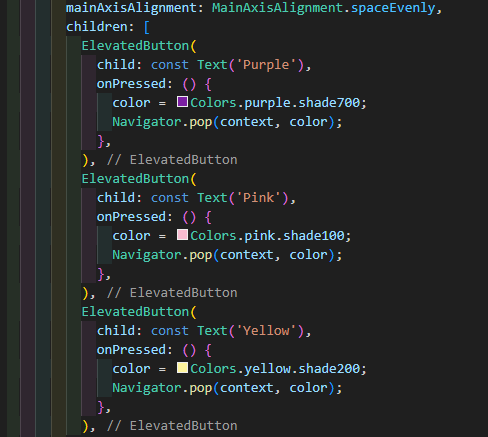 mainAxisAlignment: MainAxisAlignment.spaceEvenly,
children: [
ElevatedButton(
child: const Text('Purple'),
onPressed: () {
color = Colors.purple.shade700;
Navigator.pop(context, color);
},
), // ElevatedButton
ElevatedButton(
child: const Text('Pink'),
onPressed: () {
color = Colors.pink.shade100;
Navigator.pop(context, color);
},
), // ElevatedButton
ElevatedButton(
child: const Text('Yellow'),
onPressed: () {
color = Colors.yellow.shade200;
Navigator.pop(context, color);
},
), // ElevatedButton